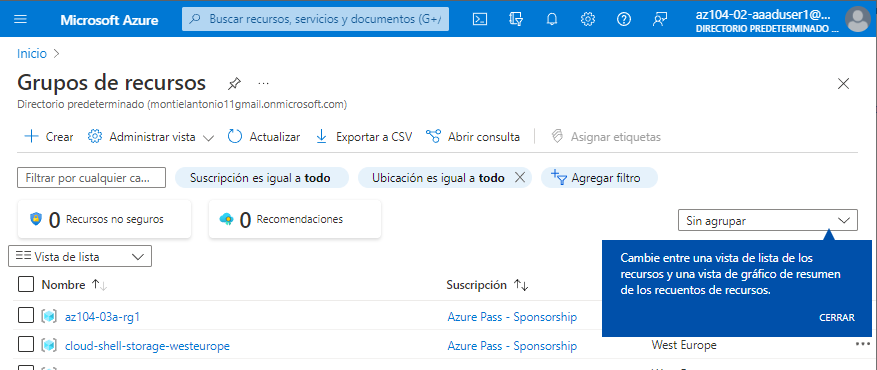 Microsoft Azure
Buscar recursos, servicios y documentos (G+/
az104-02-aaaduser1@...
DIRECTORIO PREDETERMINADO ...
Inicio >
Grupos de recursos
Directorio predeterminado (montielantonio11gmail.onmicrosoft.com)
Crear
Administrar vista
Actualizar
Exportar a CSV
Abrir consulta
Asignar etiquetas
Filtrar por cualquier ca...
Suscripción es igual a todo
Ubicación es igual a todo
Agregar filtro
0 Recursos no seguros
0 Recomendaciones
Sin agrupar
Vista de lista
Cambie entre una vista de lista de los
recursos y una vista de gráfico de resumen
de los recuentos de recursos.
CERRAR
Nombre
Suscripción
az104-03a-rg1
Azure Pass - Sponsorship
cloud-shell-storage-westeurope
Azure Pass - Sponsorship
West Europe